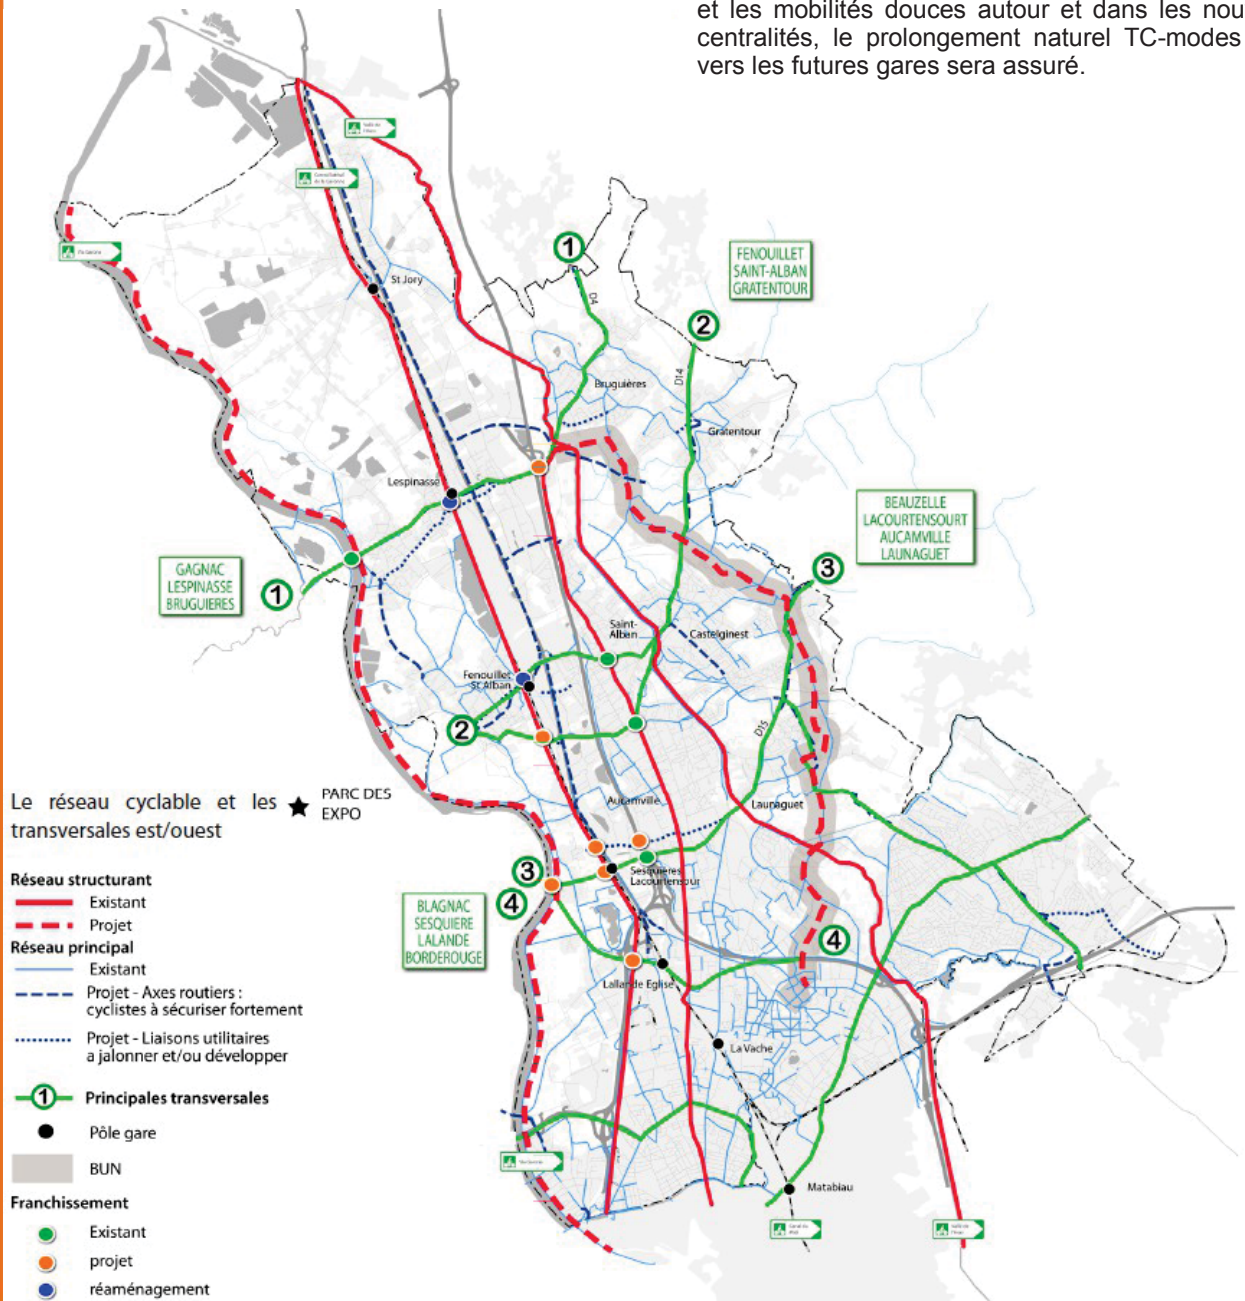 et les mobilités douces autour et dans les nou
centralités, le prolongement naturel TC-modes
vers les futures gares sera assuré.
St Jory
1
D4
FENOUILLET
SAINT-ALBAN
GRATENTOUR
2
D14
Bruguières
Gratentour
Lespinasse
BEAUZELLE
LACOURTENSOURT
AUCAMVILLE
LAUNAGUET
GAGNAC
LESPINASSE
BRUGUIERES
1
3
Saint-
Alban
Castelginest
Fenouillet
St Alban
2
D15
Le réseau cyclable et les
transversales est/ouest
PARC DES
EXPO
Aucamville
Launaguet
3
Sesquières
Lacourtensour
4
BLAGNAC
SESQUIERE
LALANDE
BORDEROUGE
4
Lallande Eglise
La Vache
Matabiau
Réseau structurant
Existant
Projet
Réseau principal
Existant
Projet - Axes routiers :
cyclistes à sécuriser fortement
Projet - Liaisons utilitaires
a jalonner et/ou développer
1 Principales transversales
Pôle gare
BUN
Franchissement
Existant
projet
réaménagement